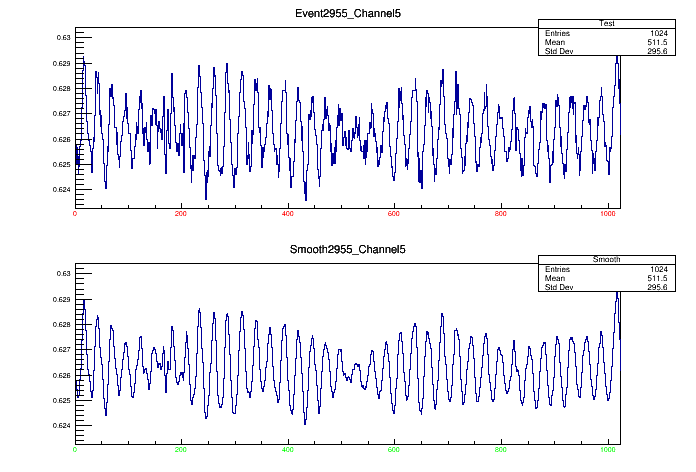 Event2955_Channel5
Test
Entries 1024
Mean 511.5
Std Dev 295.6
0.63
0.629
0.628
0.627
0.626
0.625
0.624
0 200 400 600 800 1000
Smooth2955_Channel5
Smooth
Entries 1024
Mean 511.5
Std Dev 295.6
0.63
0.629
0.628
0.627
0.626
0.625
0.624
0 200 400 600 800 1000